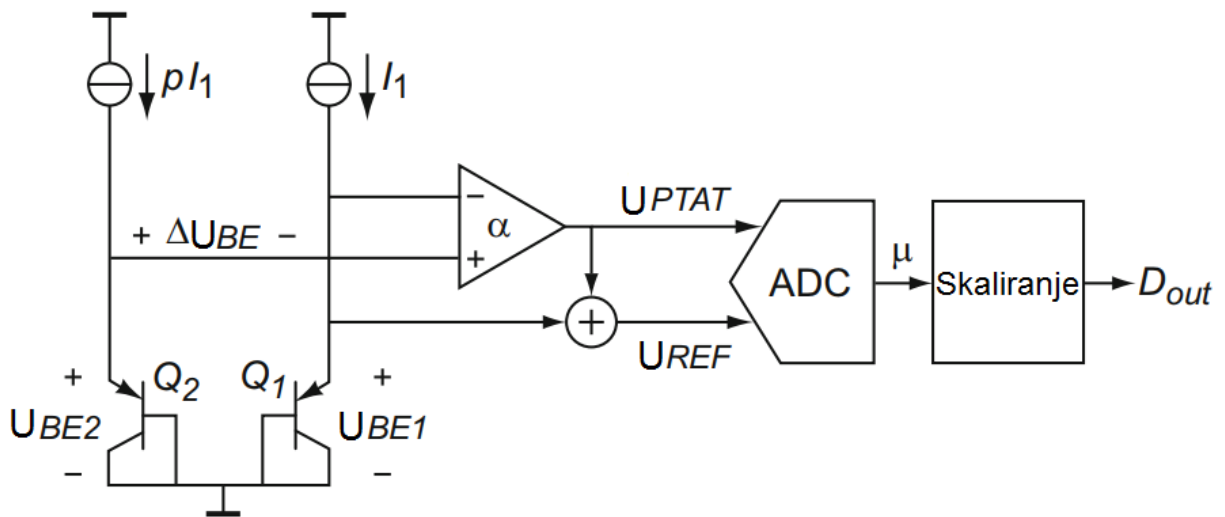 pI1
I1
−
α
+
UPTAT
+ ΔUBE −
ADC
μ
Skaliranje
Dout
+
UREF
+
UBE2
−
Q2
Q1
+
UBE1
−